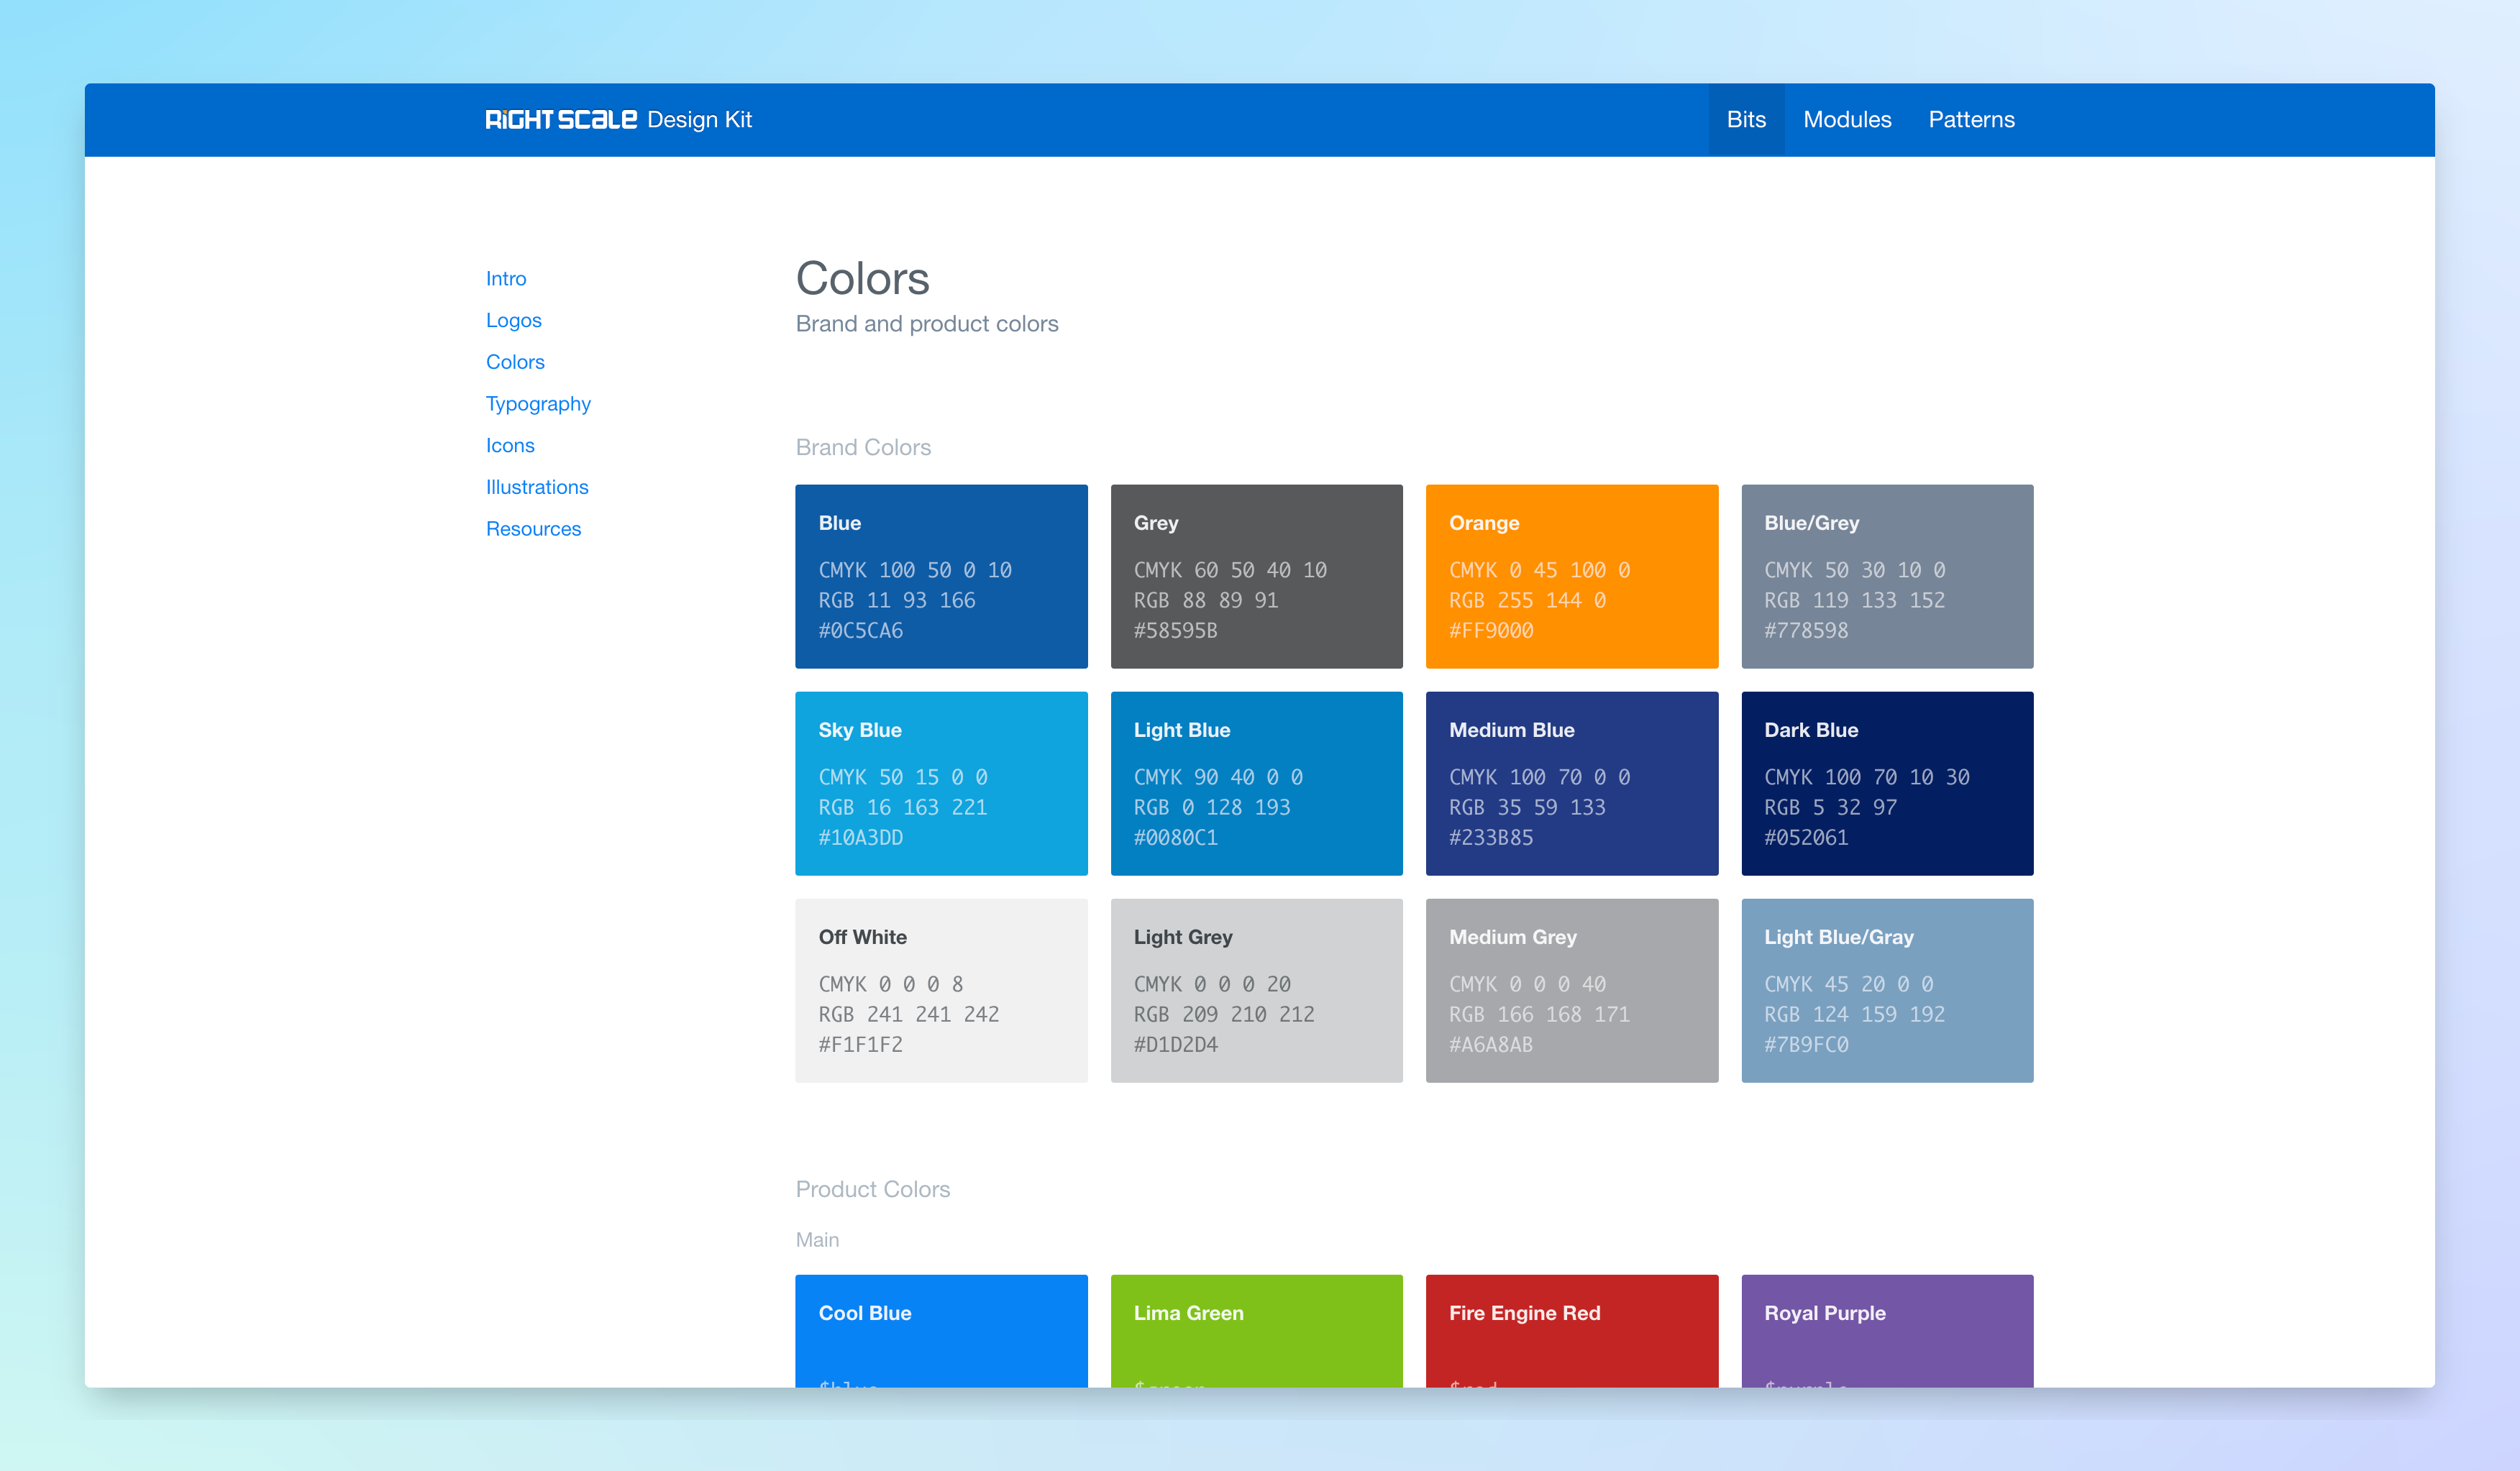 RIGHTSCALE Design Kit
Bits
Modules
Patterns
Intro
Logos
Colors
Typography
Icons
Illustrations
Resources
Colors
Brand and product colors
Brand Colors
Blue
CMYK 100 50 0 10
RGB 11 93 166
#0C5CA6
Grey
CMYK 60 50 40 10
RGB 88 89 91
#58595B
Orange
CMYK 0 45 100 0
RGB 255 144 0
#FF9000
Blue/Grey
CMYK 50 30 10 0
RGB 119 133 152
#778598
Sky Blue
CMYK 50 15 0 0
RGB 16 163 221
#10A3DD
Light Blue
CMYK 90 40 0 0
RGB 0 128 193
#0080C1
Medium Blue
CMYK 100 70 0 0
RGB 35 59 133
#233B85
Dark Blue
CMYK 100 70 10 30
RGB 5 32 97
#052061
Off White
CMYK 0 0 0 8
RGB 241 241 242
#F1F1F2
Light Grey
CMYK 0 0 0 20
RGB 209 210 212
#D1D2D4
Medium Grey
CMYK 0 0 0 40
RGB 166 168 171
#A6A8AB
Light Blue/Gray
CMYK 45 20 0 0
RGB 124 159 192
#7B9FC0
Product Colors
Main
Cool Blue
Lima Green
Fire Engine Red
Royal Purple